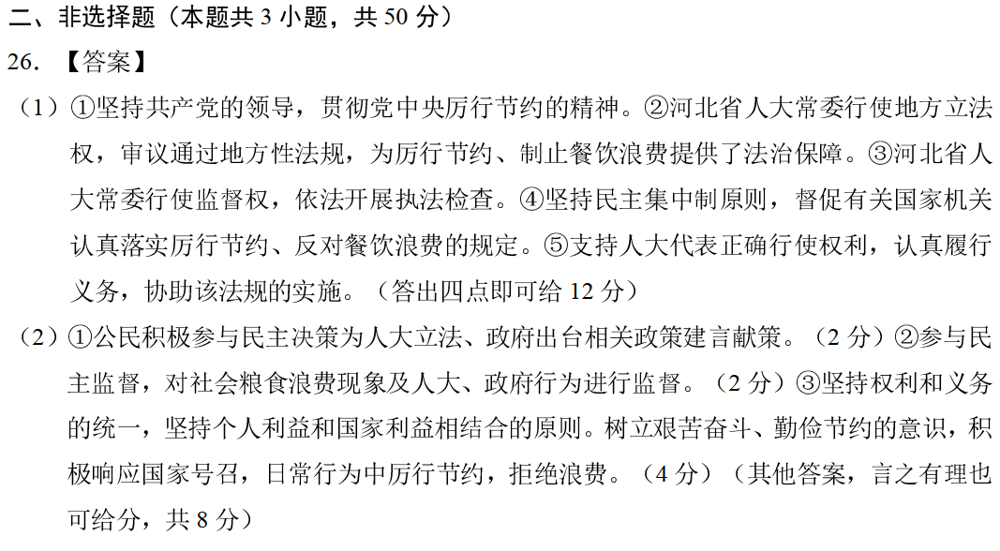 二、非选择题（本题共 3 小题，共 50 分）
26．【答案】
（1）①坚持共产党的领导，贯彻党中央厉行节约的精神。②河北省人大常委行使地方立法
权，审议通过地方性法规，为厉行节约、制止餐饮浪费提供了法治保障。③河北省人
大常委行使监督权，依法开展执法检查。④坚持民主集中制原则，督促有关国家机关
认真落实厉行节约、反对餐饮浪费的规定。⑤支持人大代表正确行使权利，认真履行
义务，协助该法规的实施。（答出四点即可给 12 分）
（2）①公民积极参与民主决策为人大立法、政府出台相关政策建言献策。（2 分）②参与民
主监督，对社会粮食浪费现象及人大、政府行为进行监督。（2 分）③坚持权利和义务
的统一，坚持个人利益和国家利益相结合的原则。树立艰苦奋斗、勤俭节约的意识，积
极响应国家号召，日常行为中厉行节约，拒绝浪费。（4 分）（其他答案，言之有理也
可给分，共 8 分）